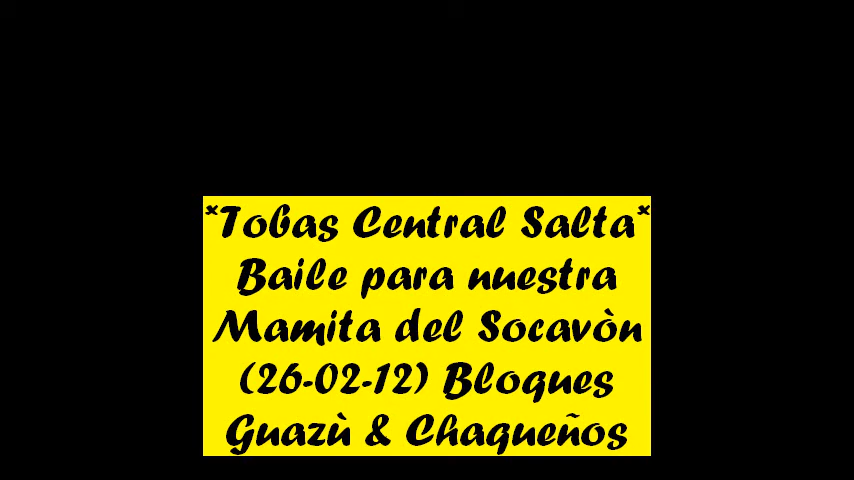 *Tobas Central Salta*
Baile para nuestra
Mamita del Socavòn
(26-02-12) Bloques
Guazù & Chaqueños